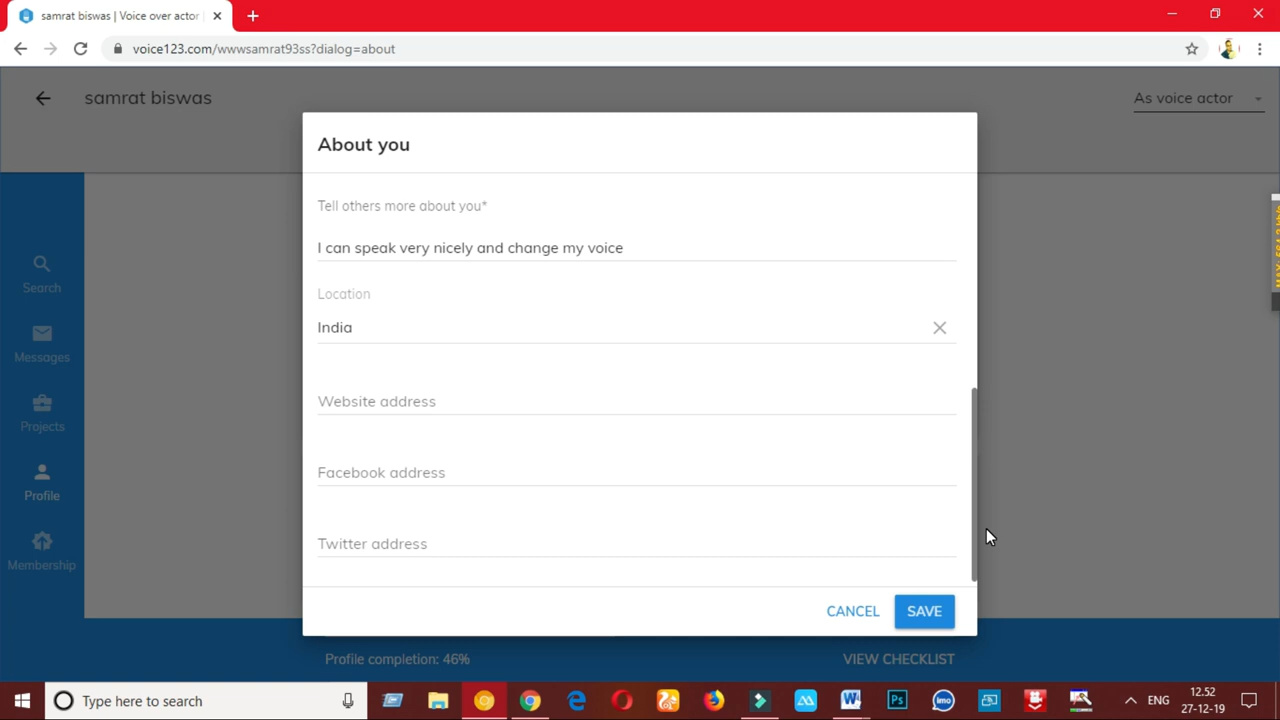 samrat biswas | Voice over actor
voice123.com/wwwsamrat93ss?dialog=about
samrat biswas
As voice actor
About you
Tell others more about you*
I can speak very nicely and change my voice
Location
India
Website address
Facebook address
Twitter address
CANCEL
SAVE
Search
Messages
Projects
Profile
Membership
Profile completion: 46%
VIEW CHECKLIST
Type here to search
Ps
imo
ENG
12.52
27-12-19